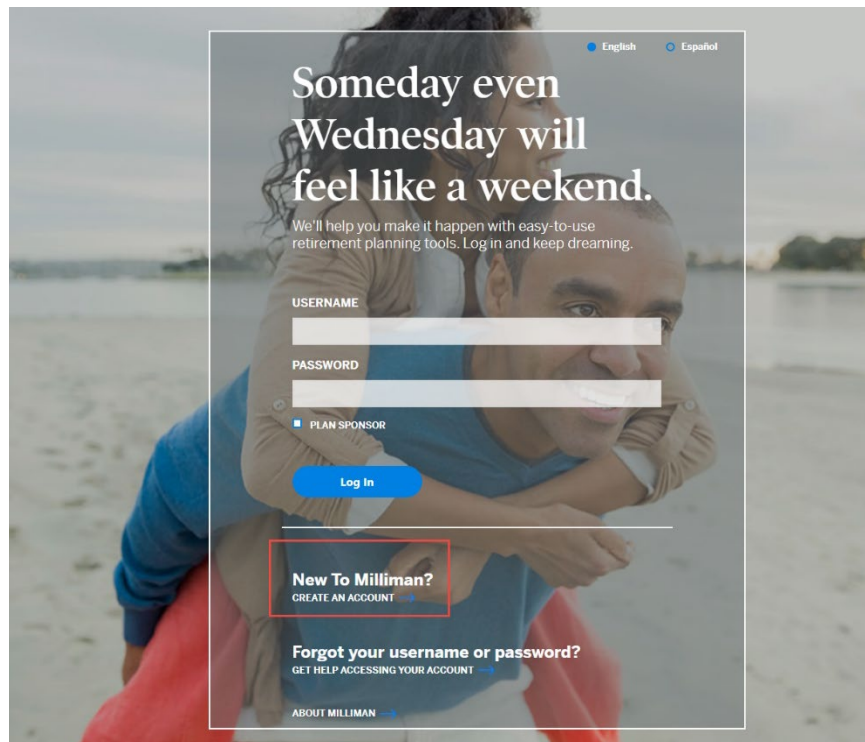 English Español
Someday even
Wednesday will
feel like a weekend.
We'll help you make it happen with easy-to-use
retirement planning tools. Log in and keep dreaming.
USERNAME
PASSWORD
PLAN SPONSOR
Log In
New To Milliman?
CREATE AN ACCOUNT
Forgot your username or password?
GET HELP ACCESSING YOUR ACCOUNT
ABOUT MILLIMAN